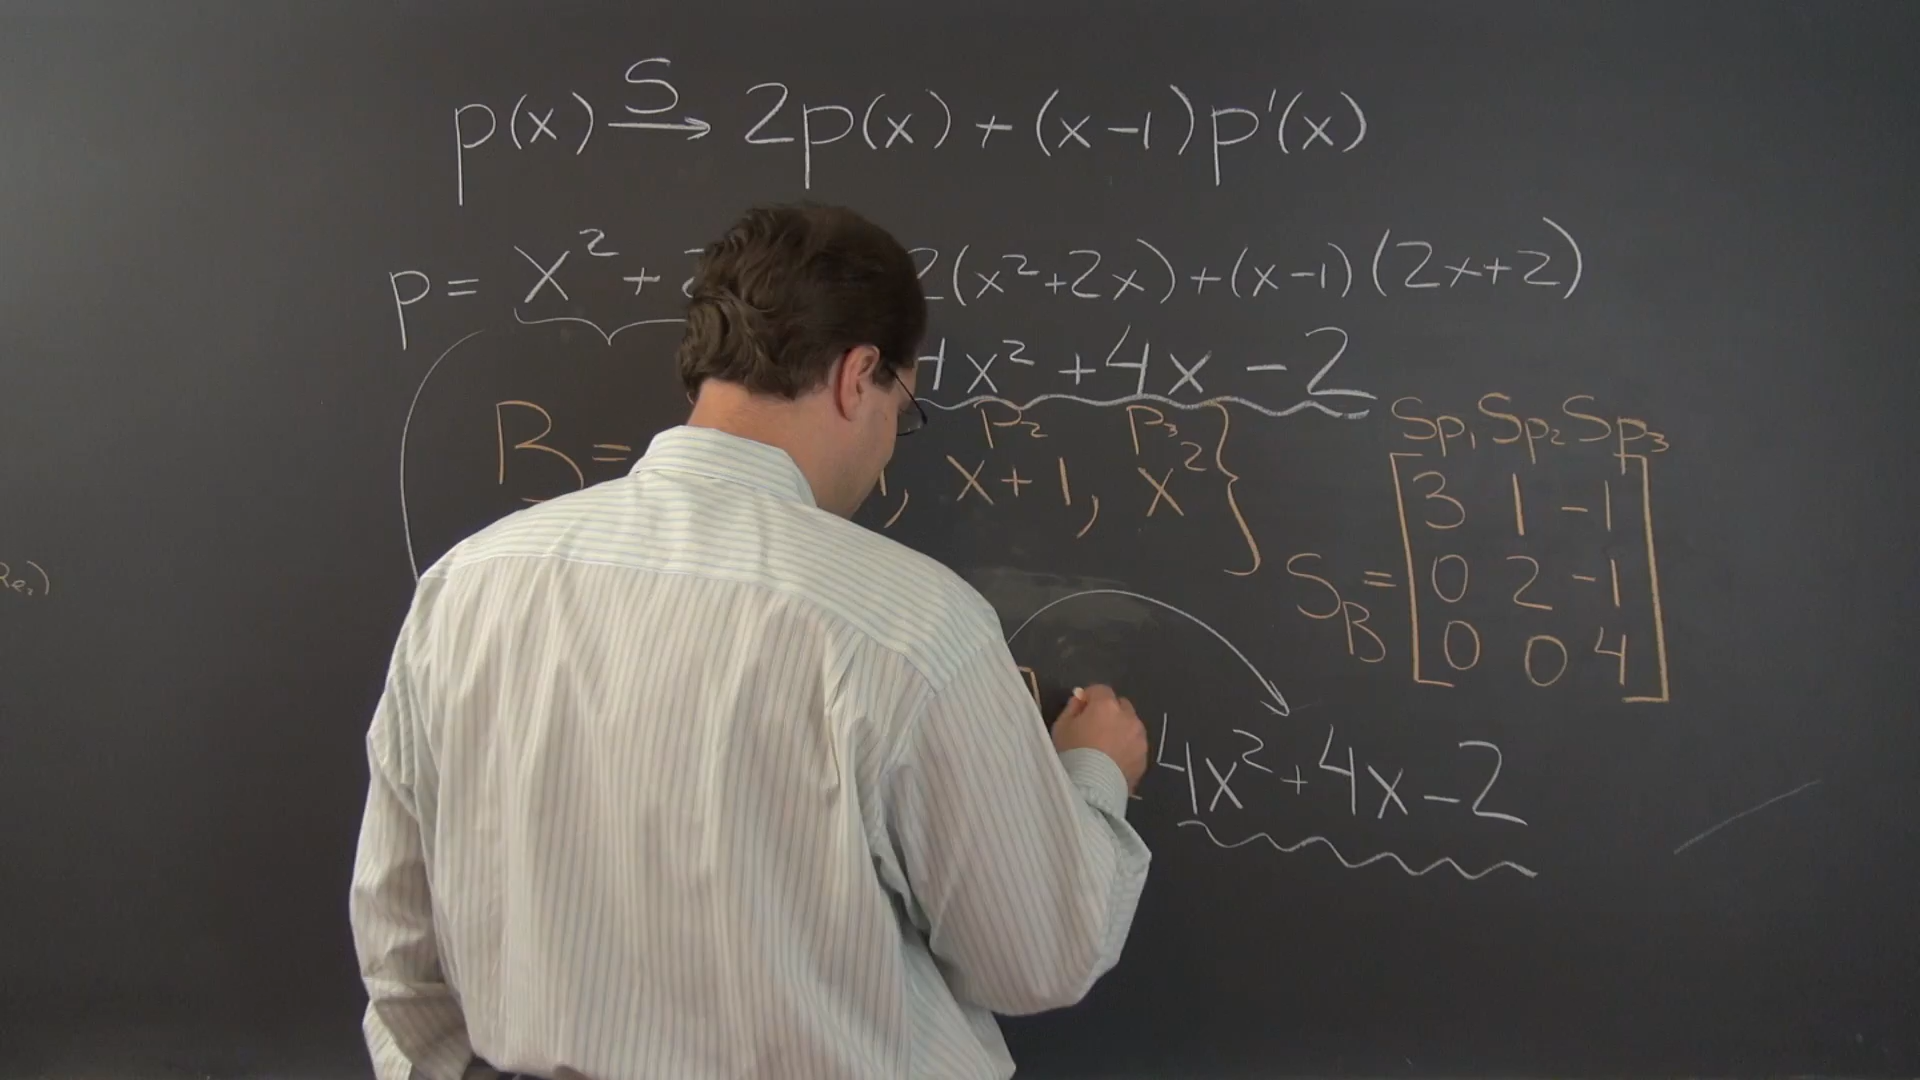 p(x) S→ 2p(x) + (x-1)p'(x)
p = x² + 2(x²+2x) + (x-1)(2x+2)
4x² + 4x - 2
B = 1, x+1, x² }
p₂ p₃
Sp₁ Sp₂ Sp₃
S_B = [3 1 -1
0 2 -1
0 0 4]
4x² + 4x - 2